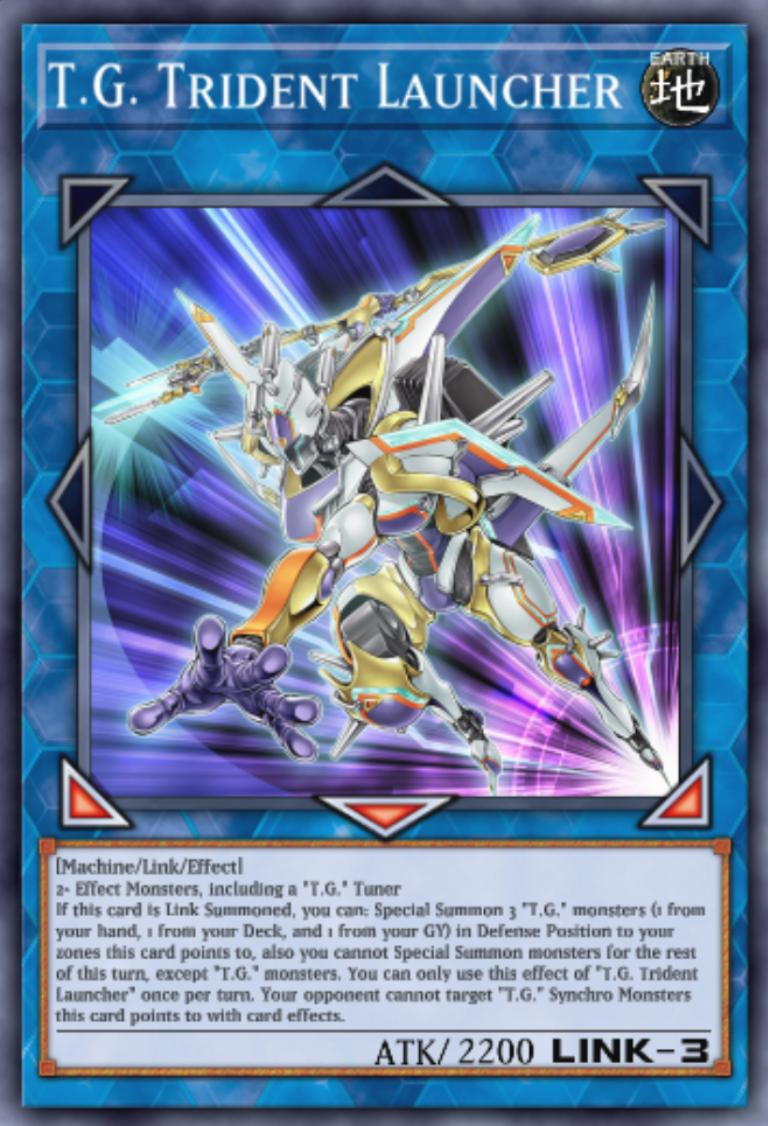 T.G. Trident Launcher
EARTH
地
[Machine/Link/Effect]
2+ Effect Monsters, including a "T.G." Tuner
If this card is Link Summoned, you can: Special Summon 3 "T.G." monsters (1 from
your hand, 1 from your Deck, and 1 from your GY) in Defense Position to your
zones this card points to, also you cannot Special Summon monsters for the rest
of this turn, except "T.G." monsters. You can only use this effect of "T.G. Trident
Launcher" once per turn. Your opponent cannot target "T.G." Synchro Monsters
this card points to with card effects.
ATK/ 2200 LINK-3